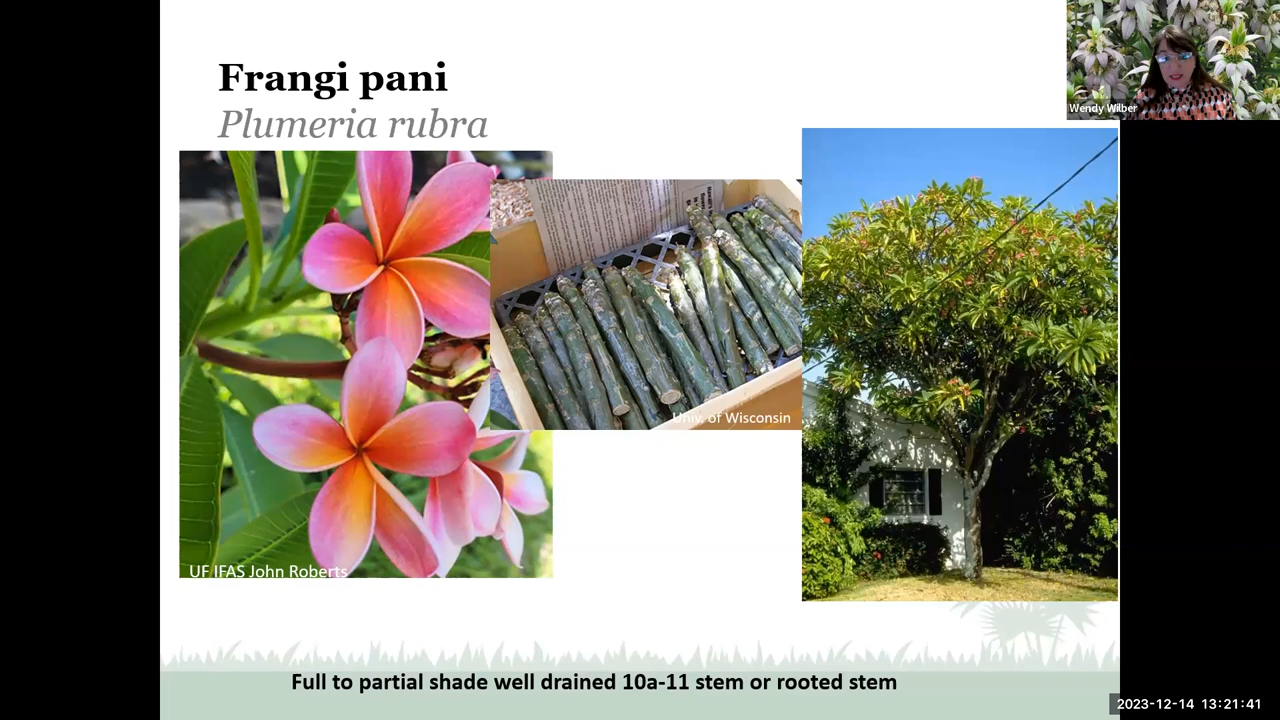 Frangi pani
Plumeria rubra
Wendy Wilber
Univ. of Wisconsin
UF IFAS John Roberts
Full to partial shade well drained 10a-11 stem or rooted stem
2023-12-14 13:21:41